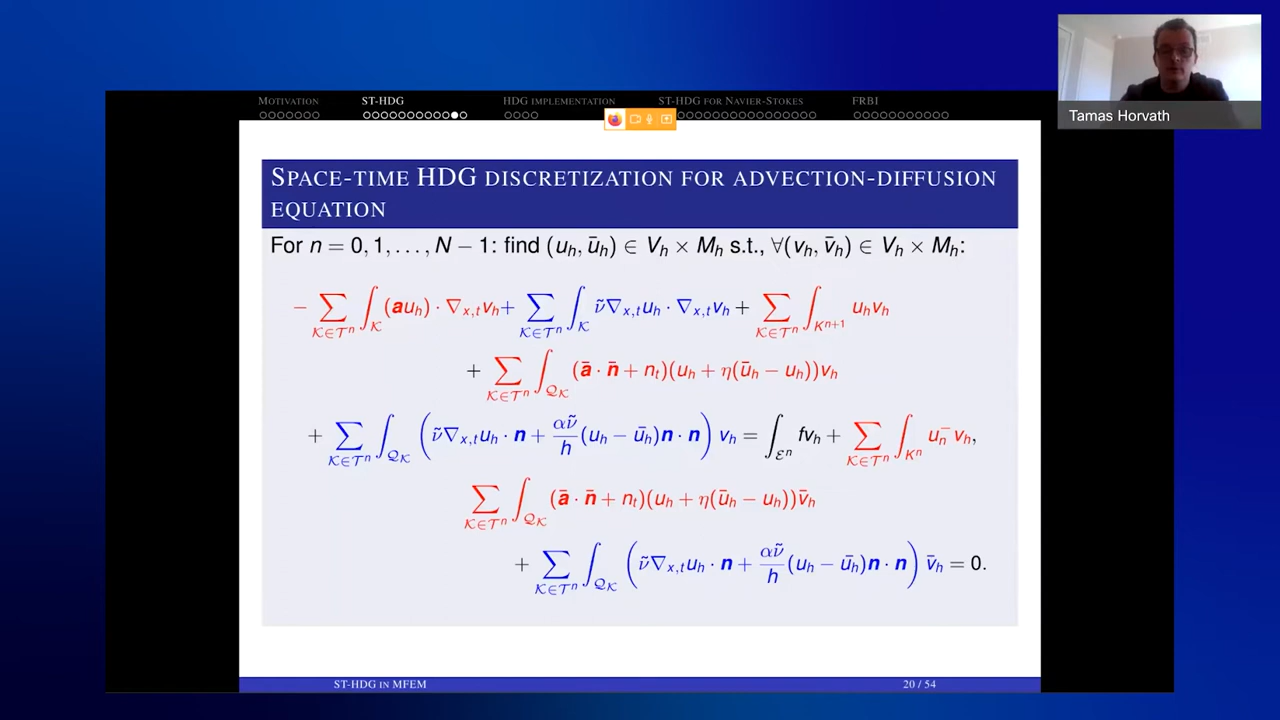 MOTIVATION ST-HDG HDG IMPLEMENTATION ST-HDG FOR NAVIER-STOKES FRBI
Tamas Horvath
SPACE-TIME HDG DISCRETIZATION FOR ADVECTION-DIFFUSION
EQUATION
For n = 0, 1, . . . , N − 1: find (u_h, ū_h) ∈ V_h × M_h s.t., ∀(v_h, v̄_h) ∈ V_h × M_h:
− ∑_{𝒦∈𝒯^n} ∫_𝒦 (a u_h) · ∇_{x,t} v_h + ∑_{𝒦∈𝒯^n} ∫_𝒦 ν̃∇_{x,t} u_h · ∇_{x,t} v_h + ∑_{𝒦∈𝒯^n} ∫_{K^{n+1}} u_h v_h
+ ∑_{𝒦∈𝒯^n} ∫_{𝒬_𝒦} (ā · n̄ + n_t)(u_h + η(ū_h − u_h))v_h
+ ∑_{𝒦∈𝒯^n} ∫_{𝒬_𝒦} (ν̃∇_{x,t} u_h · n + αν̃/h (u_h − ū_h)n · n) v_h = ∫_{ℰ^n} fv_h + ∑_{𝒦∈𝒯^n} ∫_{K^n} u_n^− v_h,
∑_{𝒦∈𝒯^n} ∫_{𝒬_𝒦} (ā · n̄ + n_t)(u_h + η(ū_h − u_h))v̄_h
+ ∑_{𝒦∈𝒯^n} ∫_{𝒬_𝒦} (ν̃∇_{x,t} u_h · n + αν̃/h (u_h − ū_h)n · n) v̄_h = 0.
ST-HDG IN MFEM 20 / 54